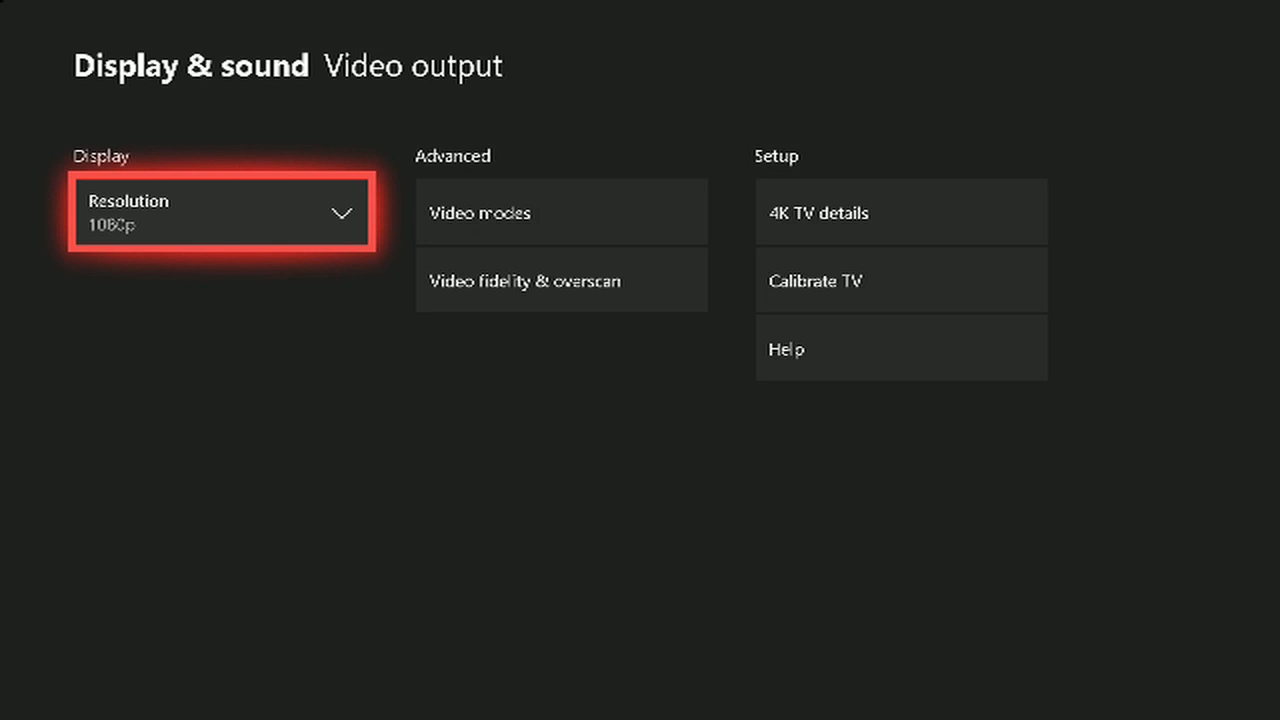 Display & sound Video output
Display
Resolution
1080p
Advanced
Video modes
Video fidelity & overscan
Setup
4K TV details
Calibrate TV
Help